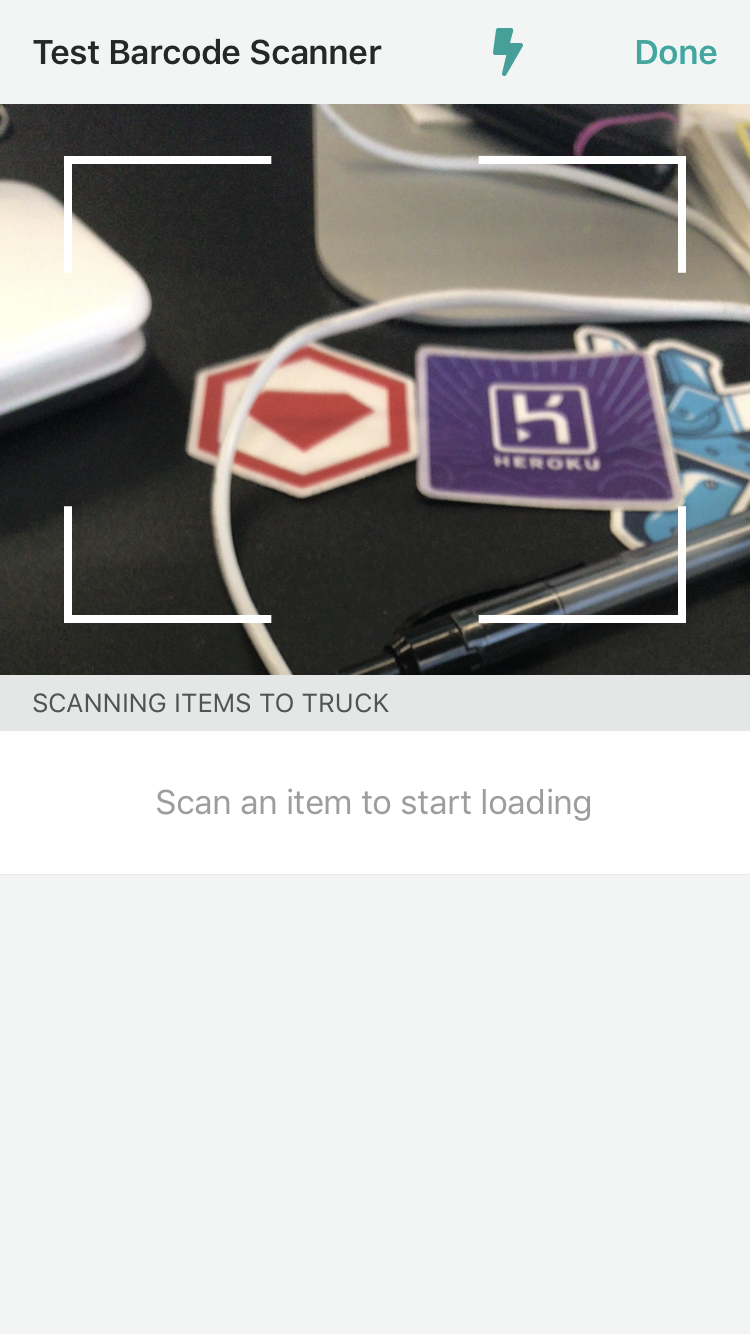 Test Barcode Scanner
Done
HEROKU
SCANNING ITEMS TO TRUCK
Scan an item to start loading